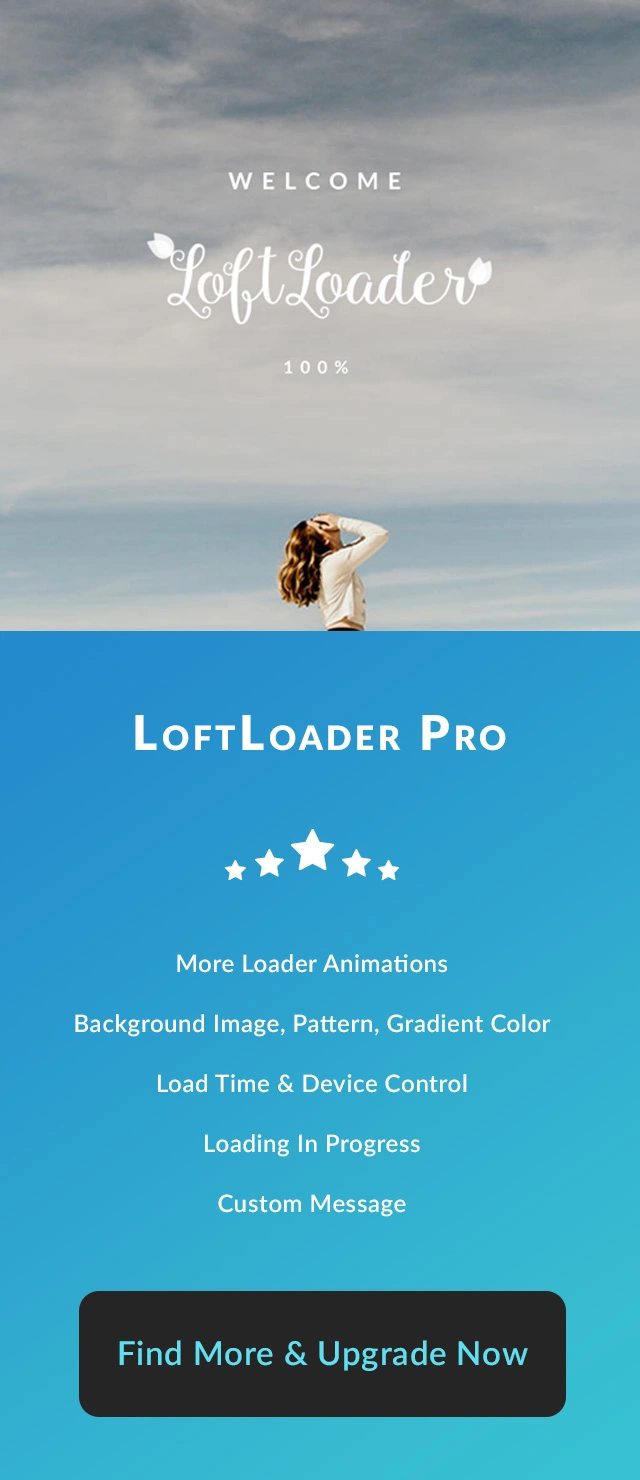 WELCOME
LoftLoader
100%
LoftLoader Pro
More Loader Animations
Background Image, Pattern, Gradient Color
Load Time & Device Control
Loading In Progress
Custom Message
Find More & Upgrade Now